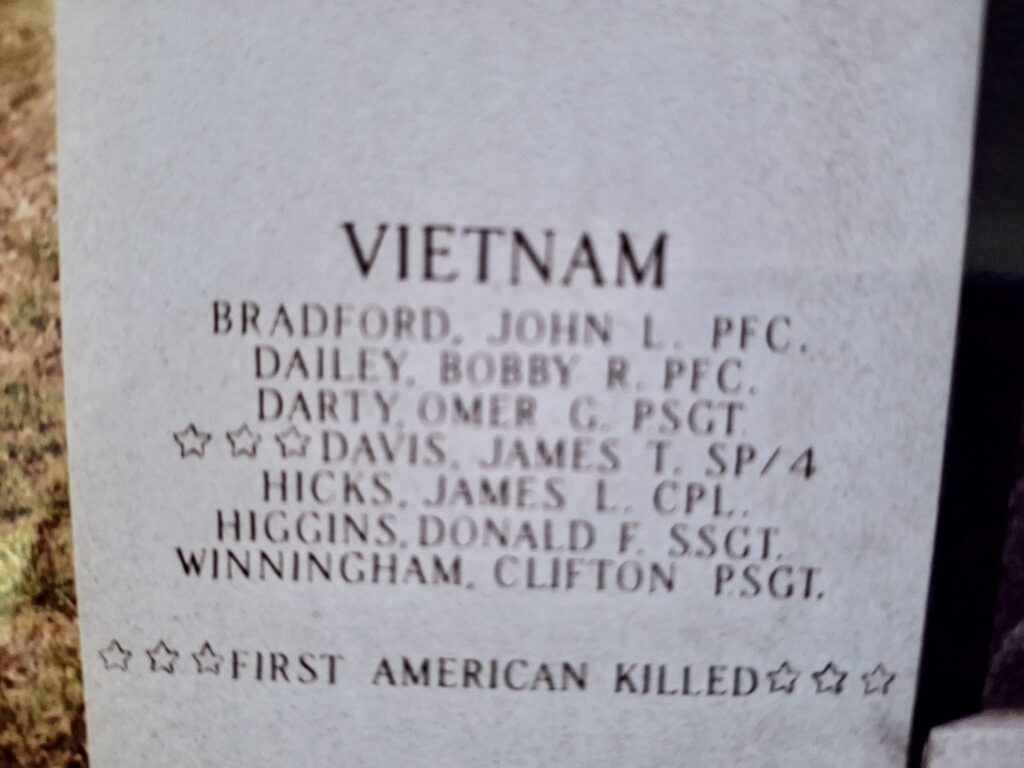 VIETNAM
BRADFORD, JOHN L. PFC.
DAILEY, BOBBY R. PFC.
DARTY, OMER G. PSGT.
☆☆☆DAVIS, JAMES T. SP/4
HICKS, JAMES L. CPL.
HIGGINS, DONALD F. SSGT.
WINNINGHAM, CLIFTON PSGT.
☆☆☆FIRST AMERICAN KILLED☆☆☆